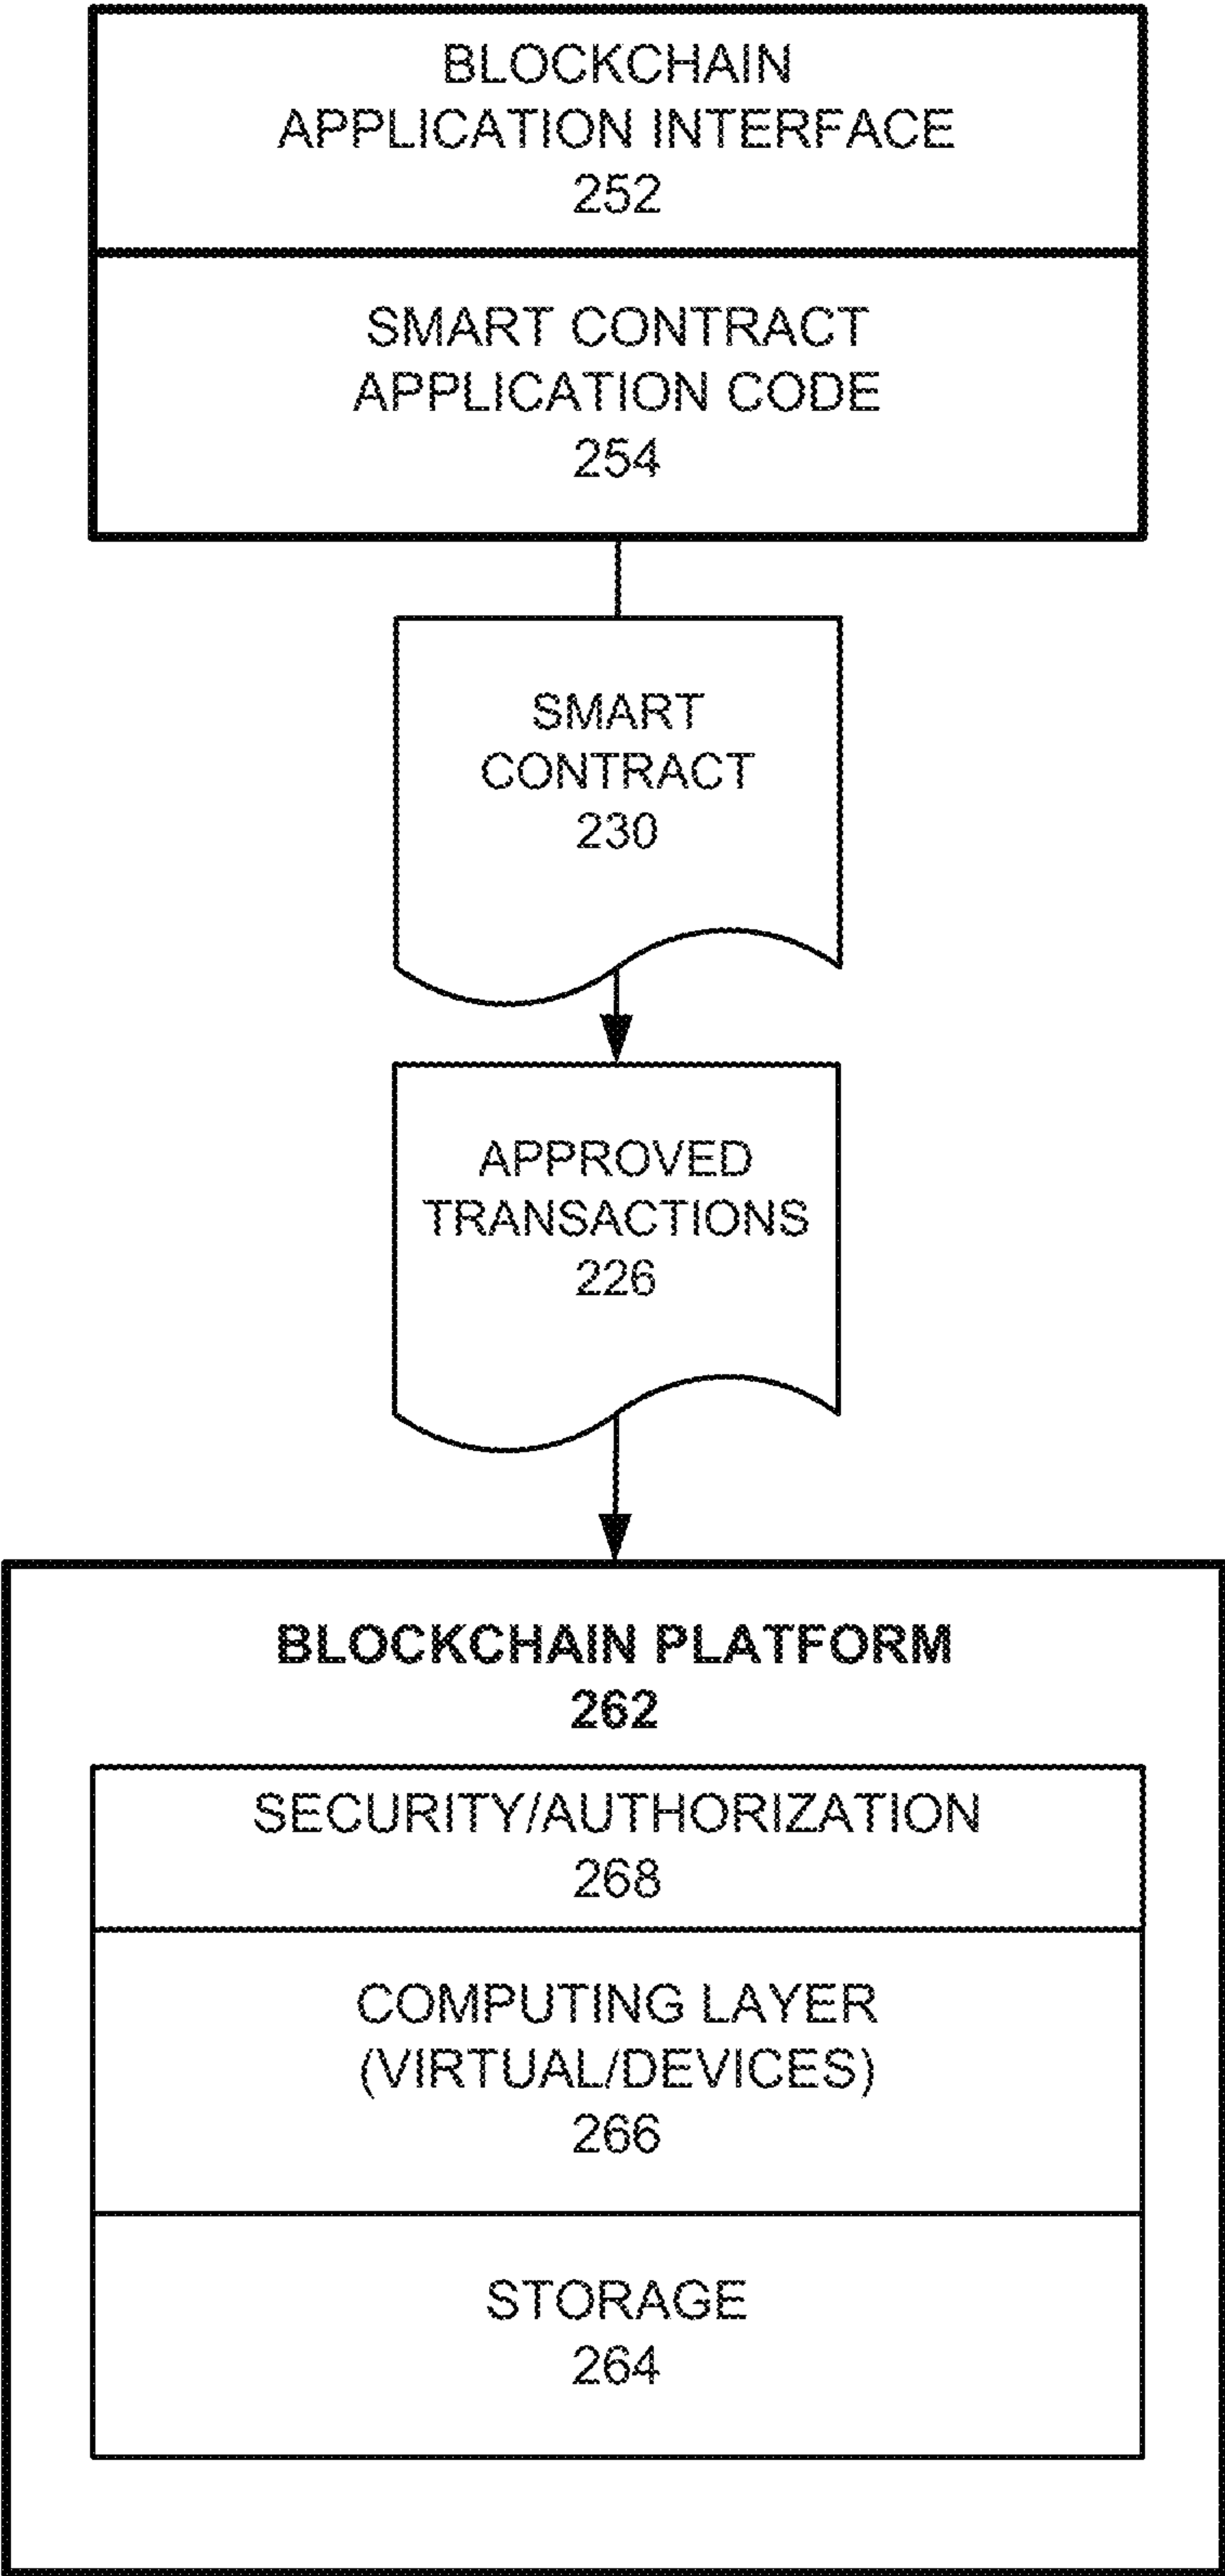 BLOCKCHAIN
APPLICATION INTERFACE
252
SMART CONTRACT
APPLICATION CODE
254
SMART
CONTRACT
230
APPROVED
TRANSACTIONS
226
BLOCKCHAIN PLATFORM
262
SECURITY/AUTHORIZATION
268
COMPUTING LAYER
(VIRTUAL/DEVICES)
266
STORAGE
264